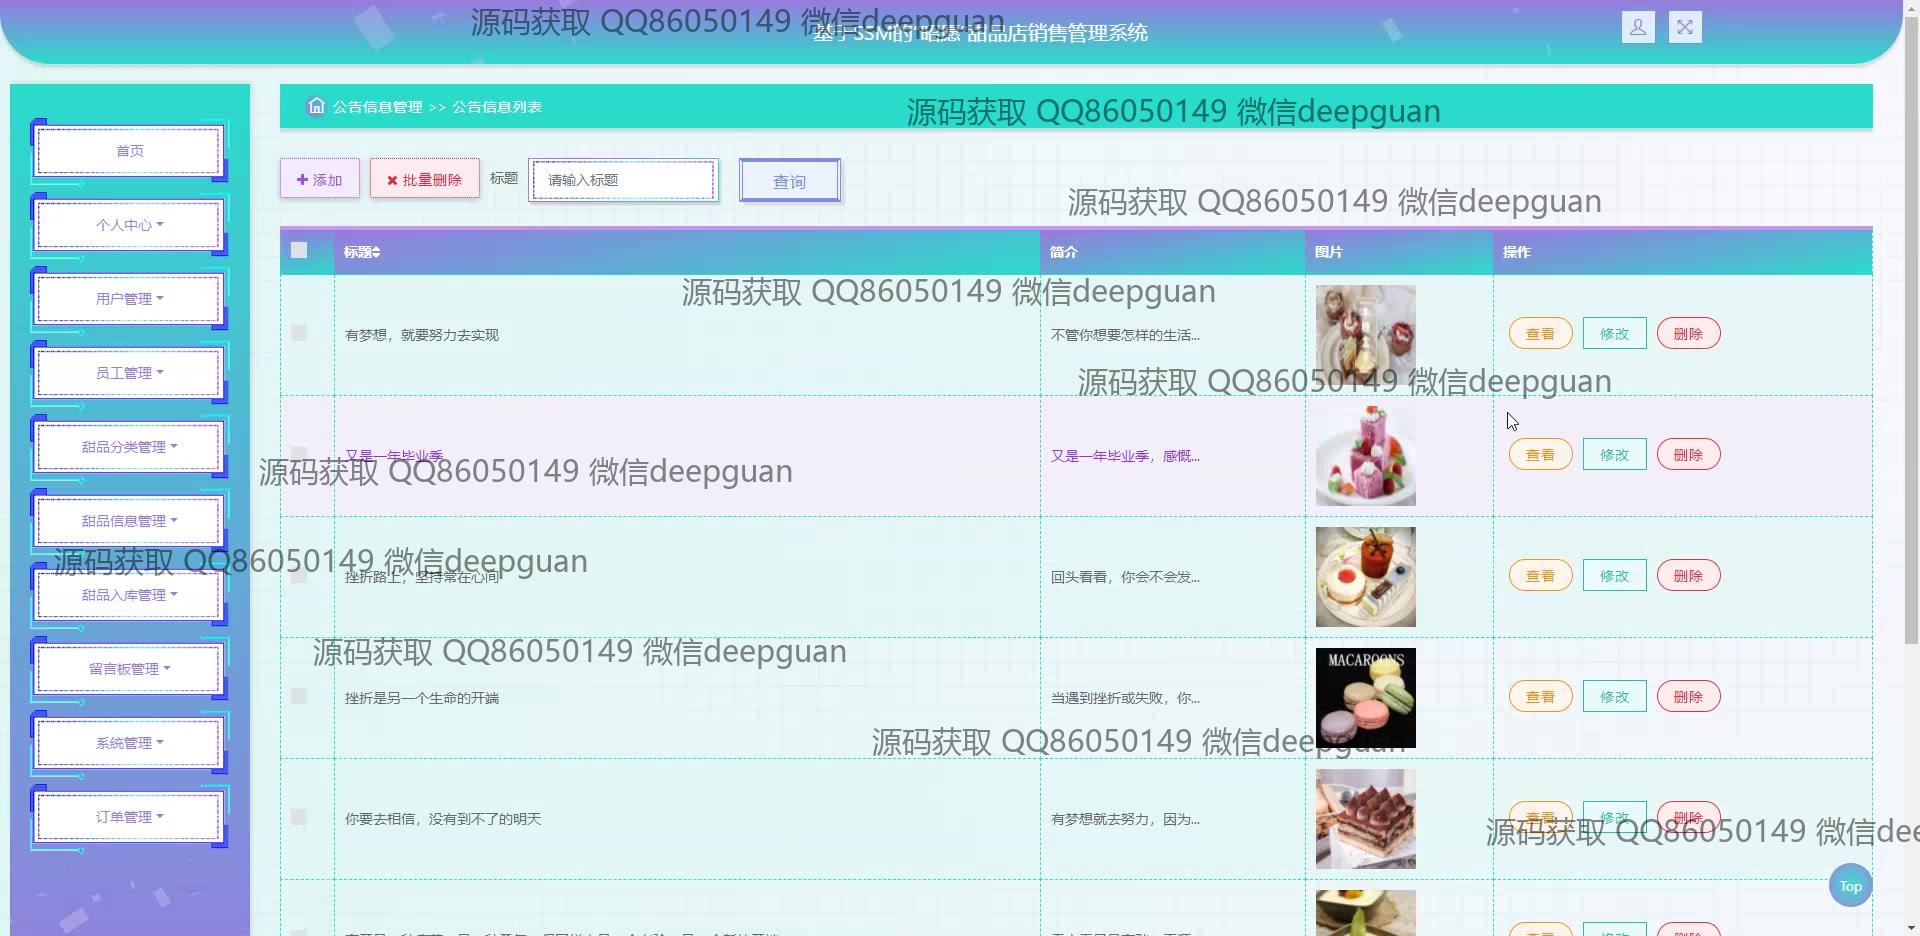 源码获取 QQ86050149 微信deepguan
基于SSM的"晗愿"甜品店销售管理系统
公告信息管理 >> 公告信息列表
源码获取 QQ86050149 微信deepguan
首页
添加
批量删除
标题
请输入标题
查询
源码获取 QQ86050149 微信deepguan
个人中心
标题
简介
图片
操作
用户管理
源码获取 QQ86050149 微信deepguan
有梦想，就要努力去实现
不管你想要怎样的生活...
查看
修改
删除
员工管理
源码获取 QQ86050149 微信deepguan
甜品分类管理
又是一年毕业季
又是一年毕业季，感慨...
查看
修改
删除
源码获取 QQ86050149 微信deepguan
甜品信息管理
源码获取 QQ86050149 微信deepguan
挫折路上，坚持常在心间
回头看看，你会不会发...
查看
修改
删除
甜品入库管理
源码获取 QQ86050149 微信deepguan
留言板管理
挫折是另一个生命的开端
当遇到挫折或失败，你...
MACAROONS
查看
修改
删除
系统管理
源码获取 QQ86050149 微信deepguan
订单管理
你要去相信，没有到不了的明天
有梦想就去努力，因为...
查看
修改
删除
源码获取 QQ86050149 微信dee
Top